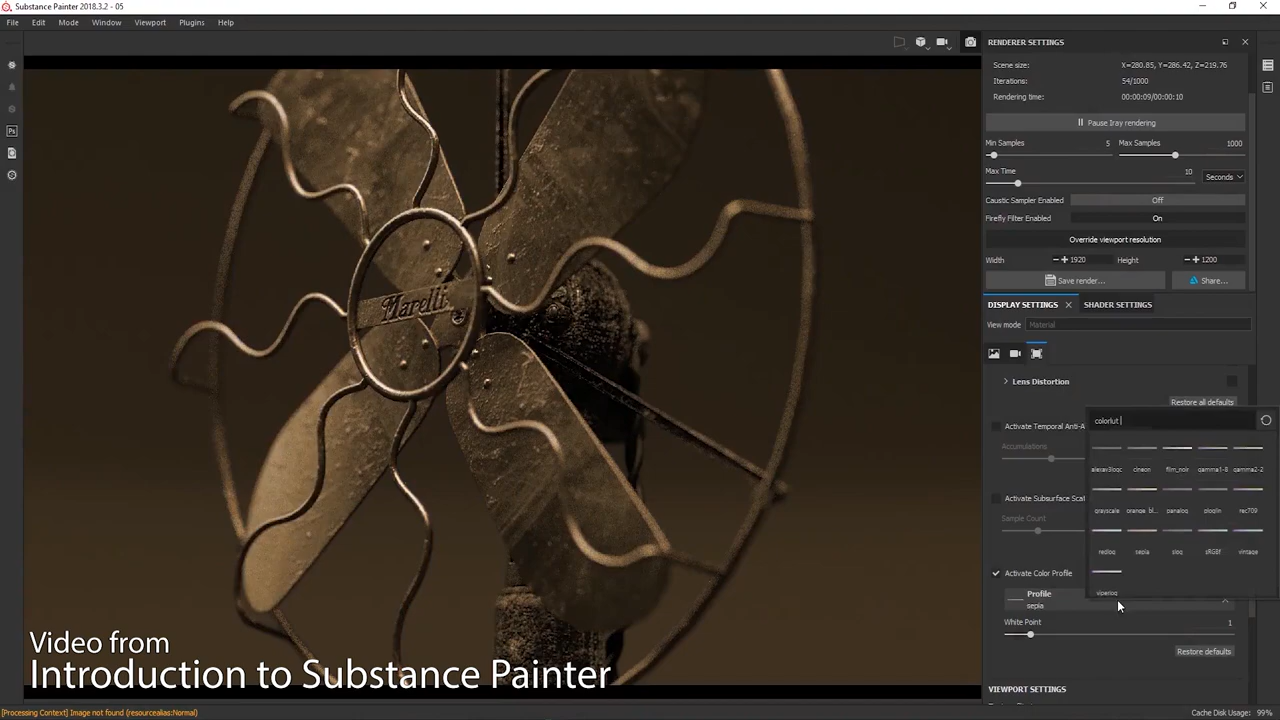 Substance Painter 2018.3.2 - 05
File Edit Mode Window Viewport Plugins Help
RENDERER SETTINGS
Scene size: X=280.85, Y=286.42, Z=219.76
Iterations: 54/1000
Rendering time: 00:00:09/00:00:10
Pause Iray rendering
Min Samples 5 Max Samples 1000
Max Time 10 Seconds
Caustic Sampler Enabled Off
Firefly Filter Enabled On
Override viewport resolution
Width 1920 Height 1200
Save render... Share...
DISPLAY SETTINGS SHADER SETTINGS
View mode Material
Lens Distortion
Restore all defaults
colorlut
Activate Temporal Anti-A
Accumulations
alexav3logc cineon film_noir gamma1-8 gamma2-2
Activate Subsurface Scat
grayscale orange_bl... panalog ploglin rec709
Sample Count
redlog sepia slog sRGBf vintage
Activate Color Profile
viperlog
Profile
sepia
White Point 1
Restore defaults
VIEWPORT SETTINGS
Marelli
Video from
Introduction to Substance Painter
[Processing Context] Image not found (resourcealias:Normal)
Cache Disk Usage: 99%